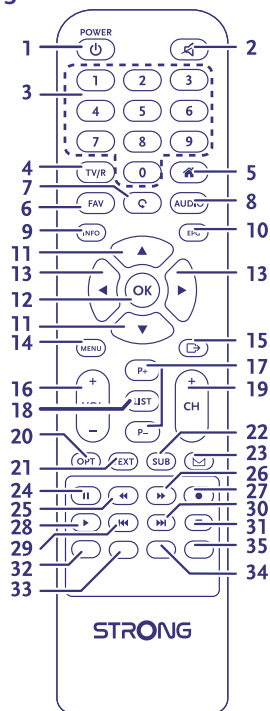 POWER
1 2
1 2 3
3
4 5 6
7 8 9
4 TV/R 0 5
7
6 FAV AUDIO 8
9 INFO EPG 10
11
13 13
12 OK
11
14 MENU 15
P+ 17
16 + + 19
VOL CH
18 LIST
− P− −
20 22
OPT TEXT SUB 23
21 26
24 27
25 30
28 31
29 35
32 34
33
STRONG